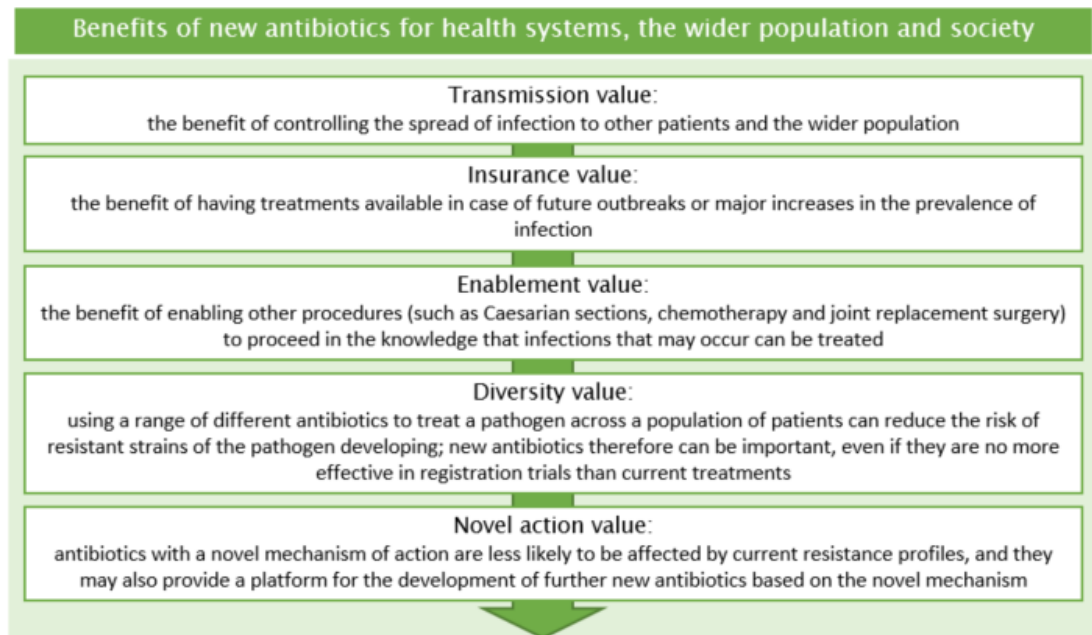 Benefits of new antibiotics for health systems, the wider population and society
Transmission value:
the benefit of controlling the spread of infection to other patients and the wider population
Insurance value:
the benefit of having treatments available in case of future outbreaks or major increases in the prevalence of
infection
Enablement value:
the benefit of enabling other procedures (such as Caesarian sections, chemotherapy and joint replacement surgery)
to proceed in the knowledge that infections that may occur can be treated
Diversity value:
using a range of different antibiotics to treat a pathogen across a population of patients can reduce the risk of
resistant strains of the pathogen developing; new antibiotics therefore can be important, even if they are no more
effective in registration trials than current treatments
Novel action value:
antibiotics with a novel mechanism of action are less likely to be affected by current resistance profiles, and they
may also provide a platform for the development of further new antibiotics based on the novel mechanism